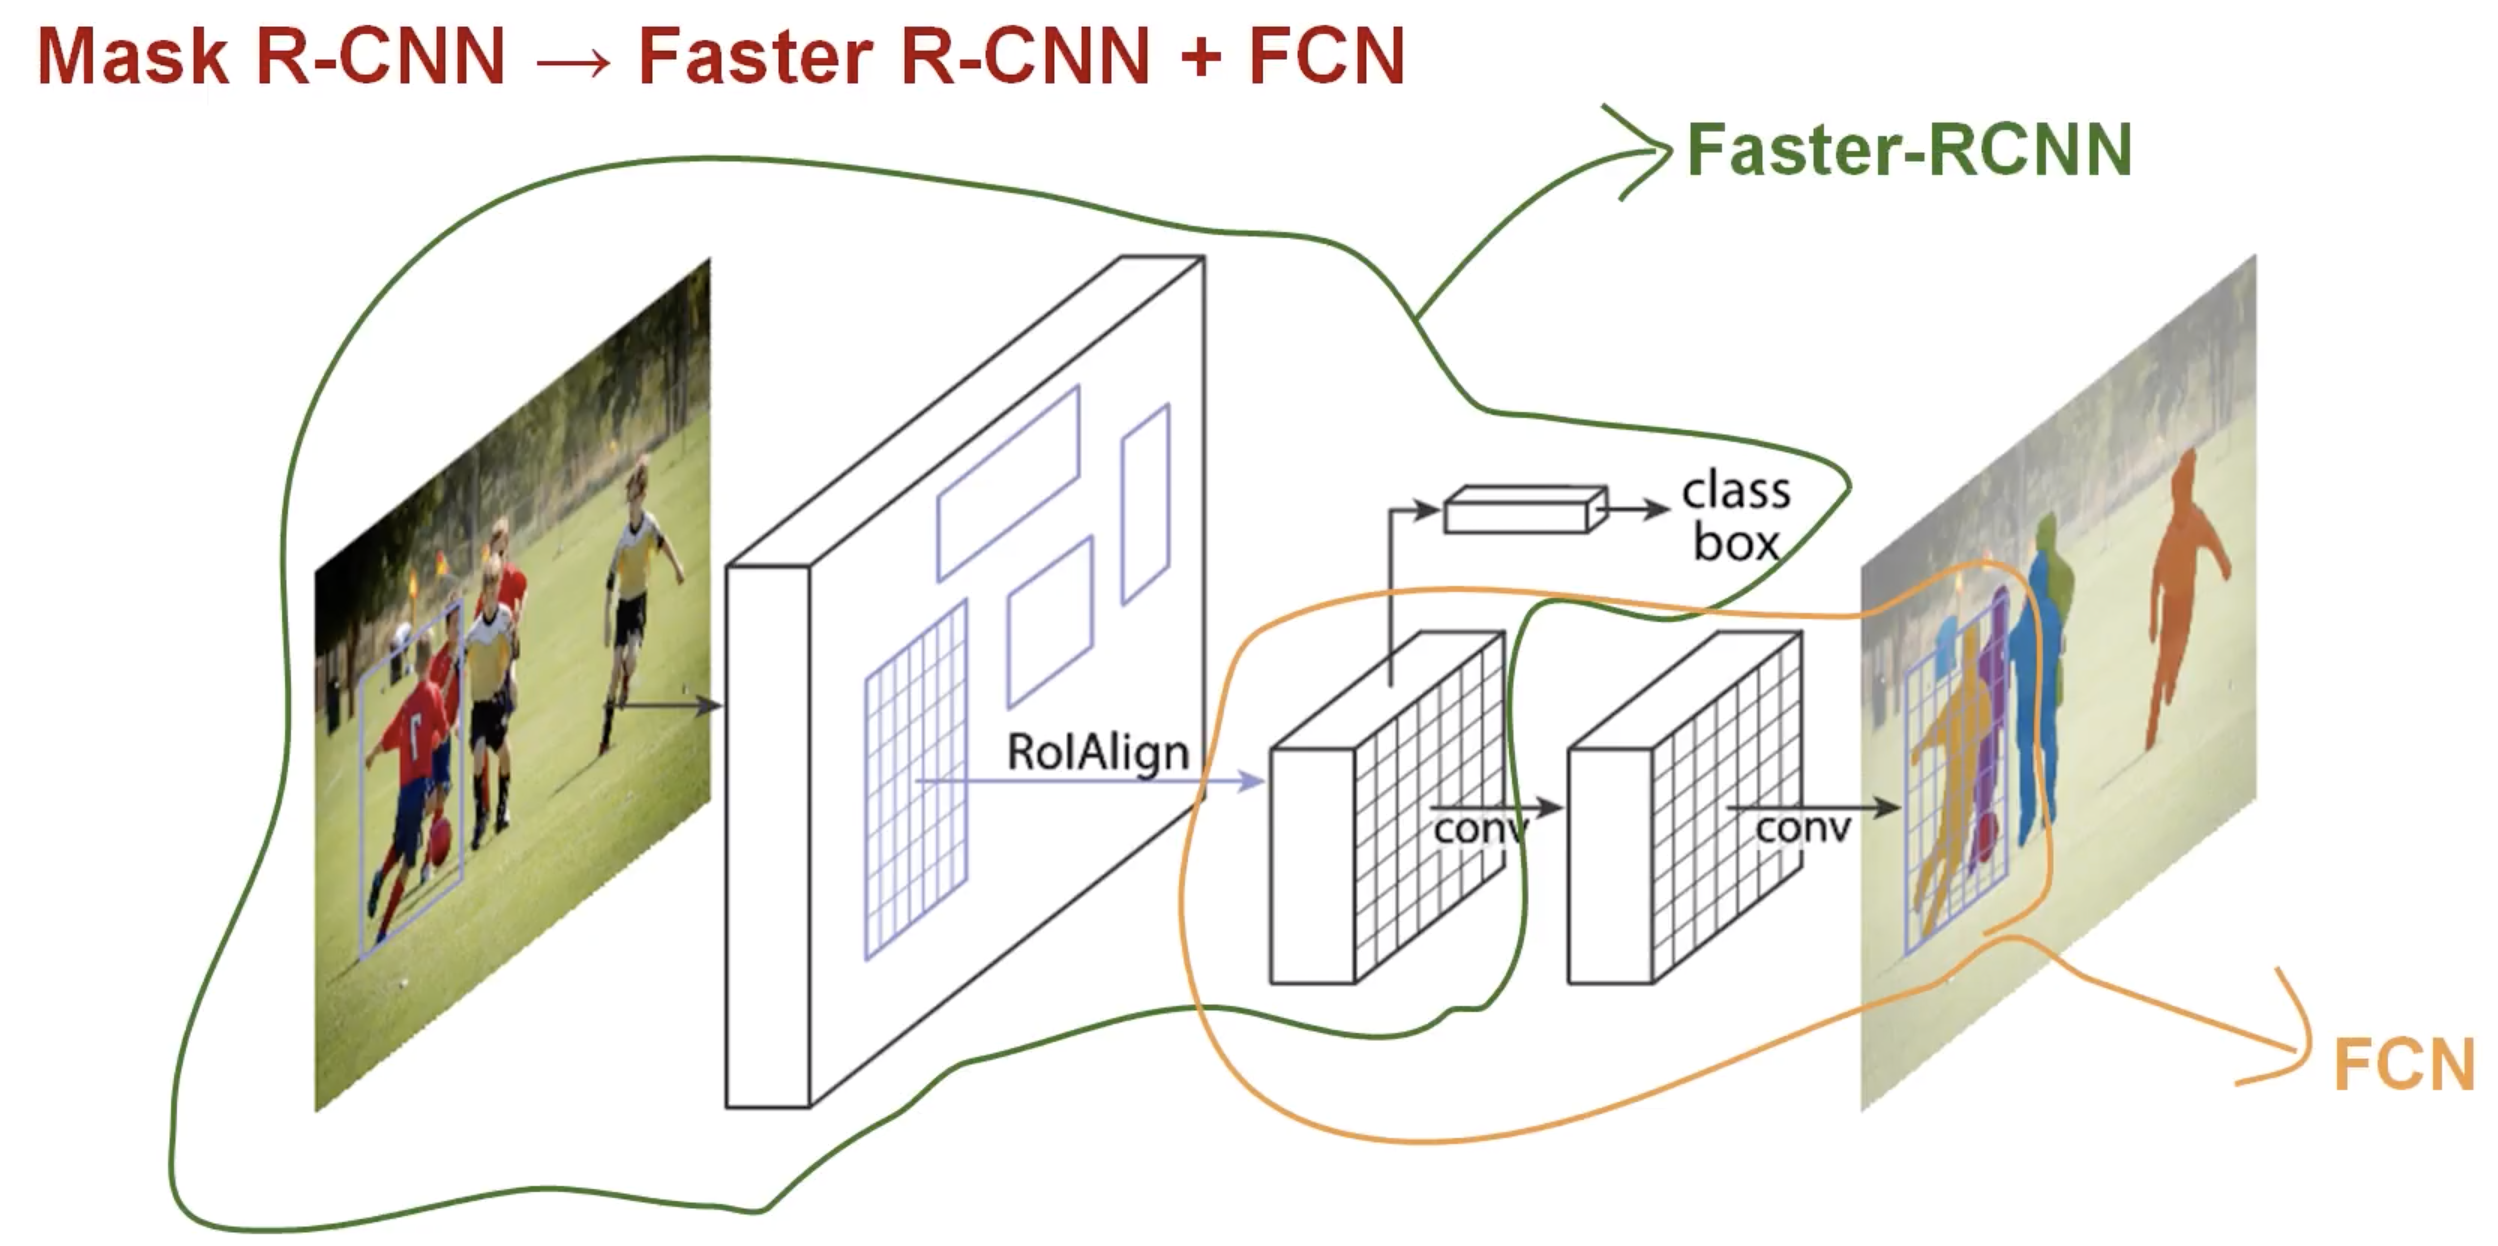 Mask R-CNN → Faster R-CNN + FCN
Faster-RCNN
class
box
RoIAlign
conv
conv
FCN